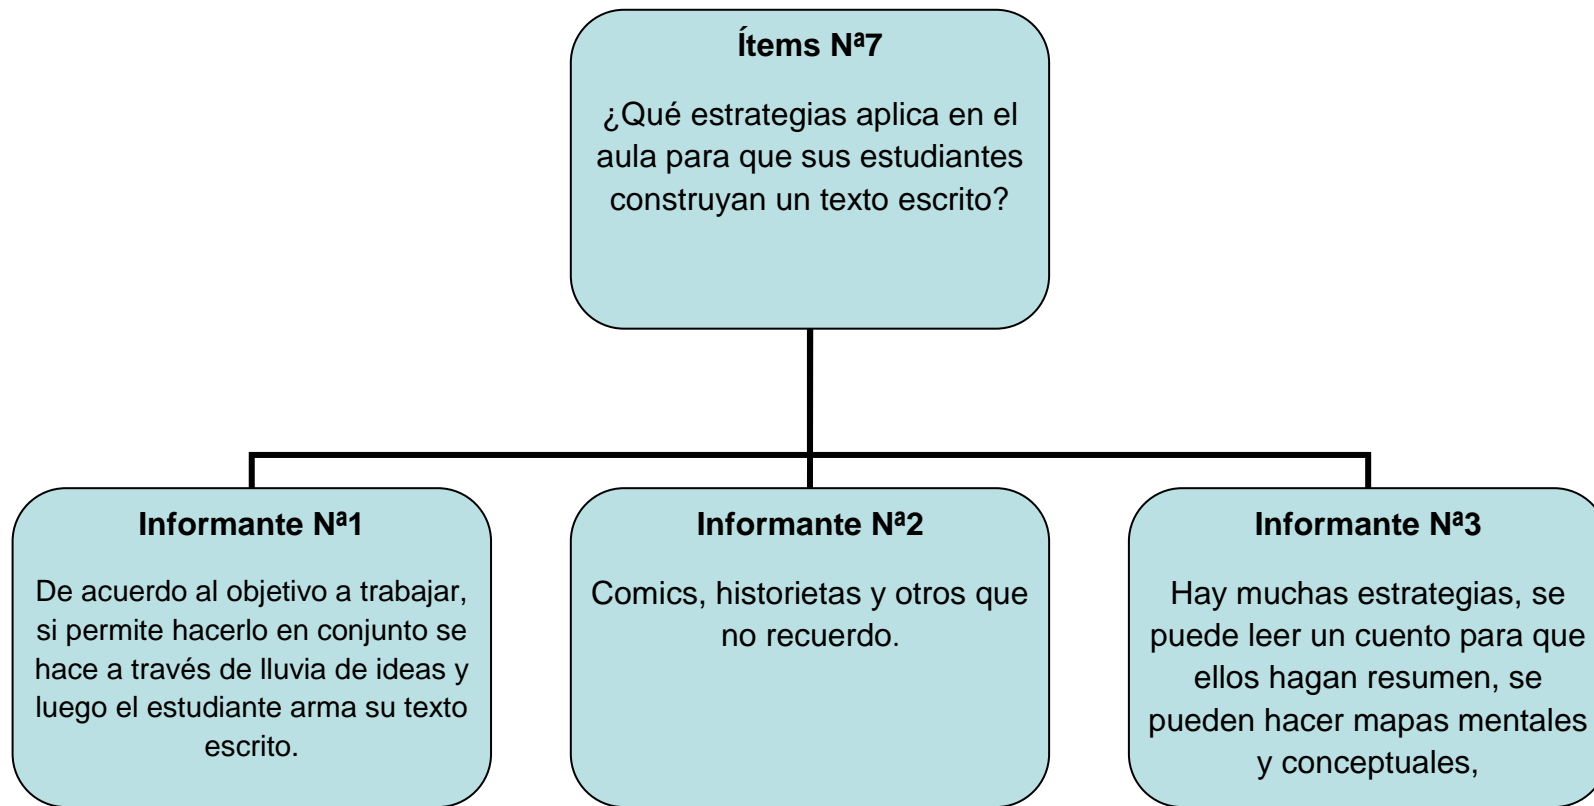 Ítems Nª7
¿Qué estrategias aplica en el
aula para que sus estudiantes
construyan un texto escrito?
Informante Nª1
De acuerdo al objetivo a trabajar,
si permite hacerlo en conjunto se
hace a través de lluvia de ideas y
luego el estudiante arma su texto
escrito.
Informante Nª2
Comics, historietas y otros que
no recuerdo.
Informante Nª3
Hay muchas estrategias, se
puede leer un cuento para que
ellos hagan resumen, se
pueden hacer mapas mentales
y conceptuales,